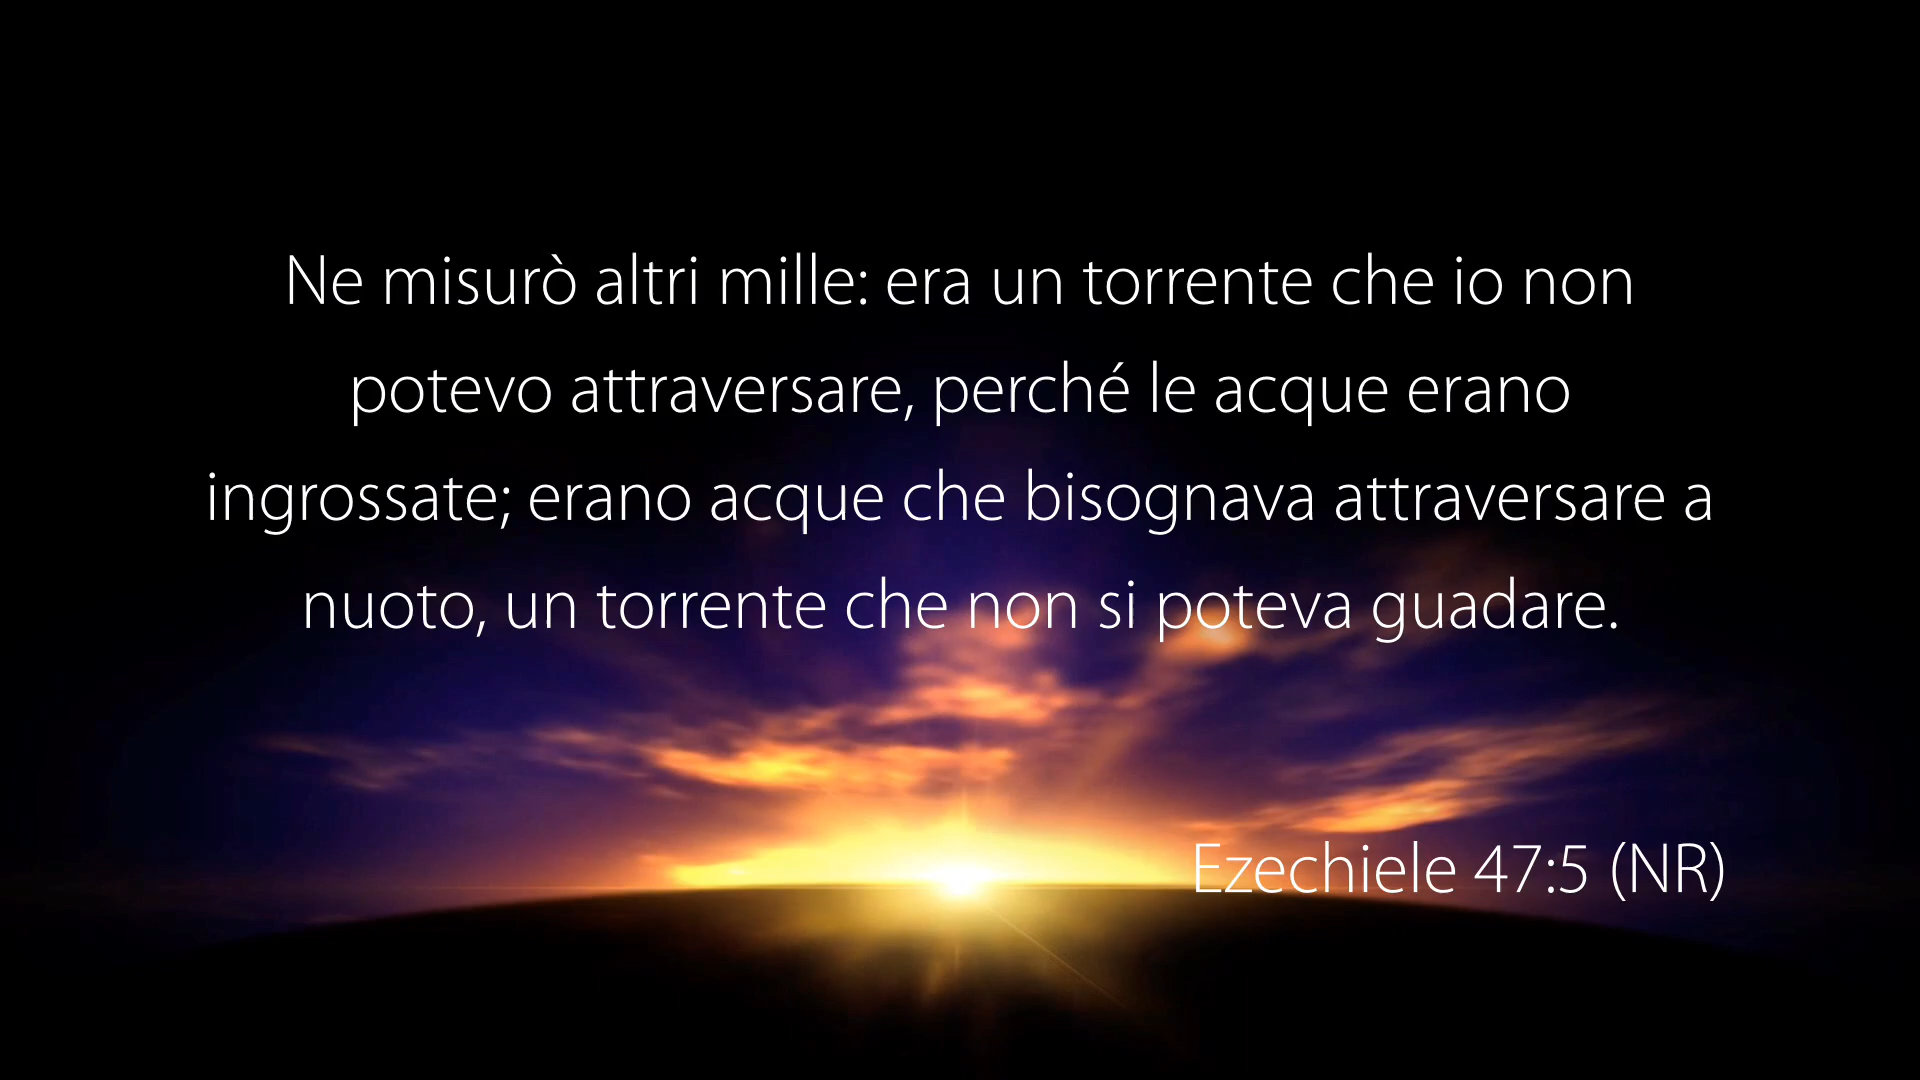 Ne misurò altri mille: era un torrente che io non
potevo attraversare, perché le acque erano
ingrossate; erano acque che bisognava attraversare a
nuoto, un torrente che non si poteva guadare.
Ezechiele 47:5 (NR)